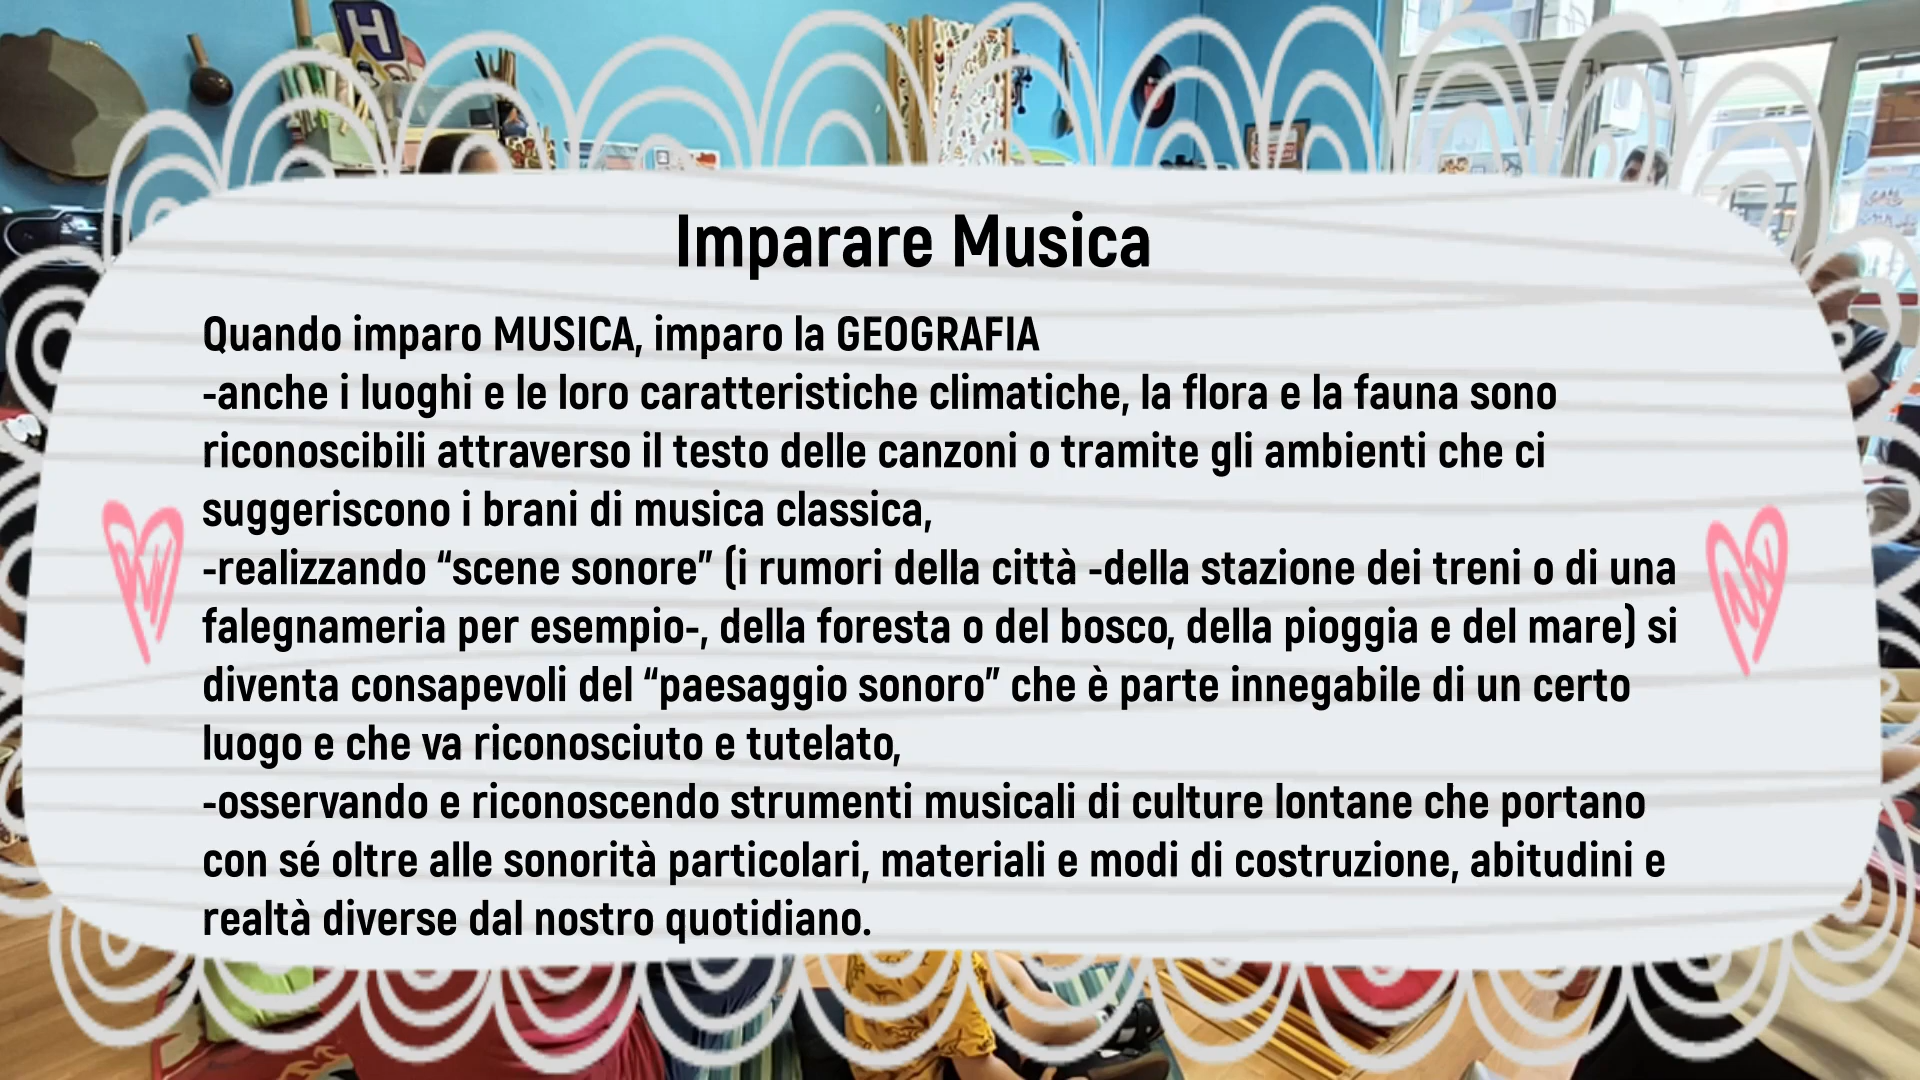 H
Imparare Musica
Quando imparo MUSICA, imparo la GEOGRAFIA
-anche i luoghi e le loro caratteristiche climatiche, la flora e la fauna sono
riconoscibili attraverso il testo delle canzoni o tramite gli ambienti che ci
suggeriscono i brani di musica classica,
-realizzando “scene sonore” (i rumori della città -della stazione dei treni o di una
falegnameria per esempio-, della foresta o del bosco, della pioggia e del mare) si
diventa consapevoli del “paesaggio sonoro” che è parte innegabile di un certo
luogo e che va riconosciuto e tutelato,
-osservando e riconoscendo strumenti musicali di culture lontane che portano
con sé oltre alle sonorità particolari, materiali e modi di costruzione, abitudini e
realtà diverse dal nostro quotidiano.